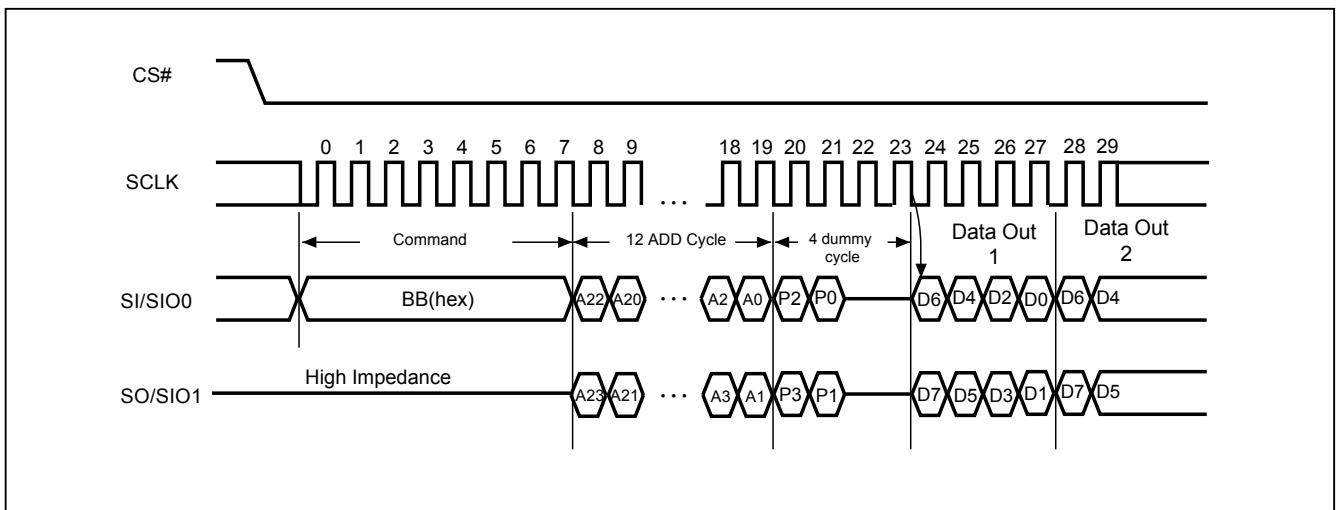 CS#
0 1 2 3 4 5 6 7 8 9 18 19 20 21 22 23 24 25 26 27 28 29
SCLK
...
Command 12 ADD Cycle 4 dummy cycle Data Out 1 Data Out 2
SI/SIO0 BB(hex) A22 A20 ... A2 A0 P2 P0 D6 D4 D2 D0 D6 D4
High Impedance
SO/SIO1 A23 A21 ... A3 A1 P3 P1 D7 D5 D3 D1 D7 D5